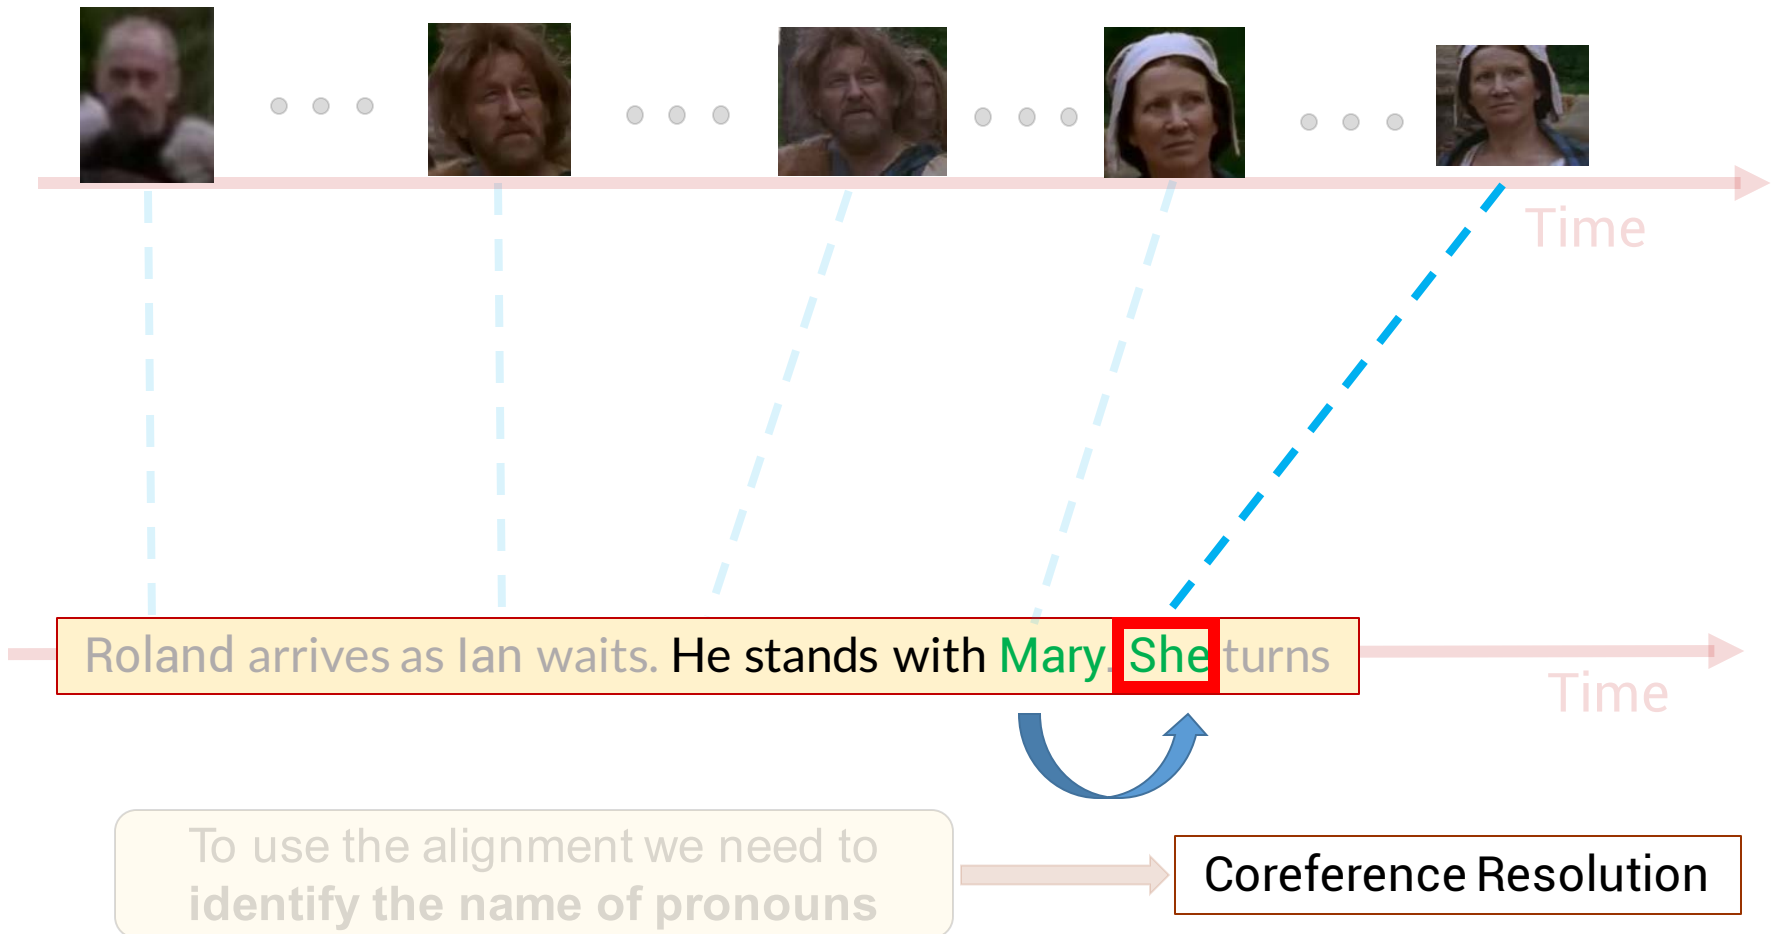 Time
Roland arrives as Ian waits. He stands with Mary. She turns
Time
To use the alignment we need to
identify the name of pronouns
Coreference Resolution